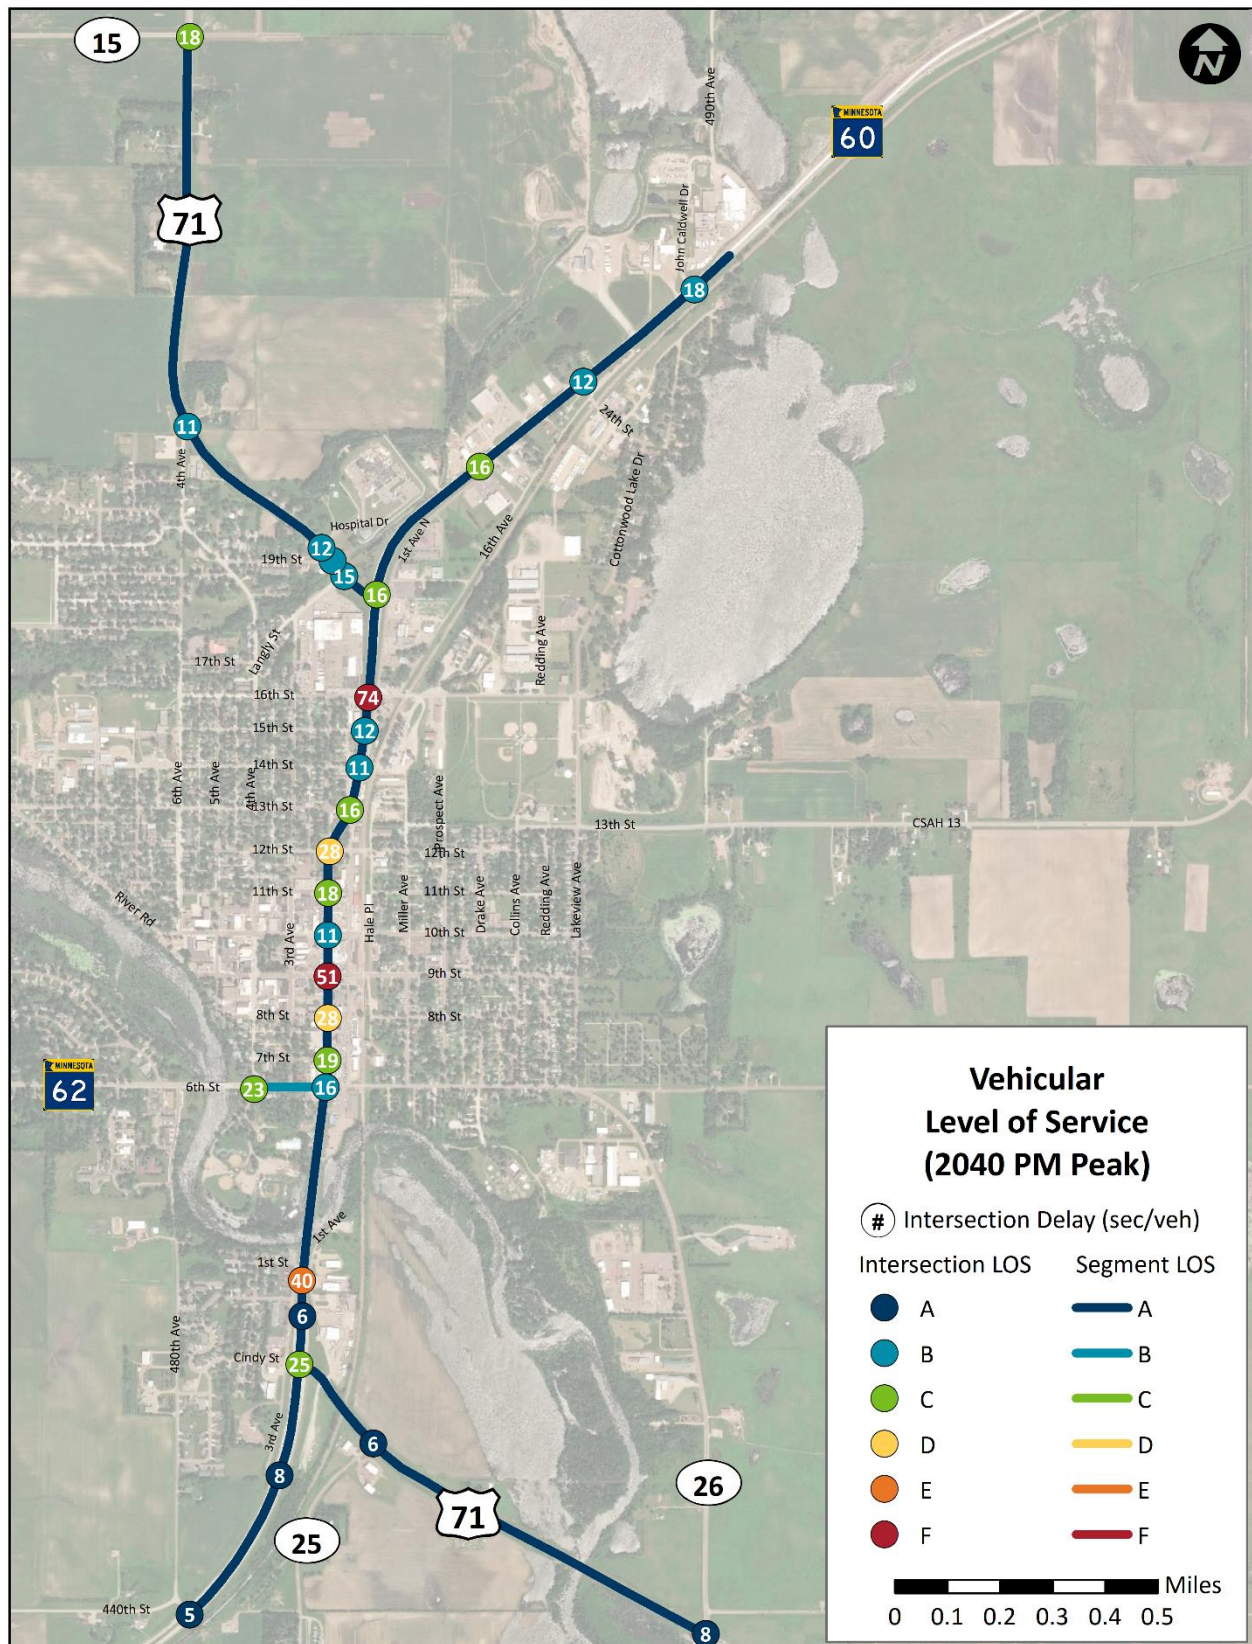 15
18
N
490th Ave
MINNESOTA
60
71
John Caldwell Dr
18
12
24th St
11
4th Ave
16
Cottonwood Lake Dr
Hospital Dr
1st Ave N
16th Ave
12
19th St
15
16
Langly St
17th St
Redding Ave
16th St
74
15th St
12
14th St
11
6th Ave
5th Ave
4th Ave
13th St
16
Prospect Ave
13th St
CSAH 13
12th St
28
12th St
11th St
18
11th St
River Rd
3rd Ave
Hale Pl
Miller Ave
Drake Ave
Collins Ave
Redding Ave
Lakeview Ave
11
10th St
51
9th St
8th St
28
8th St
7th St
19
MINNESOTA
62
6th St
23
16
1st Ave
1st St
40
6
480th Ave
Cindy St
25
3rd Ave
6
8
26
71
25
440th St
5
8
Vehicular
Level of Service
(2040 PM Peak)
# Intersection Delay (sec/veh)
Intersection LOS Segment LOS
A A
B B
C C
D D
E E
F F
Miles
0 0.1 0.2 0.3 0.4 0.5